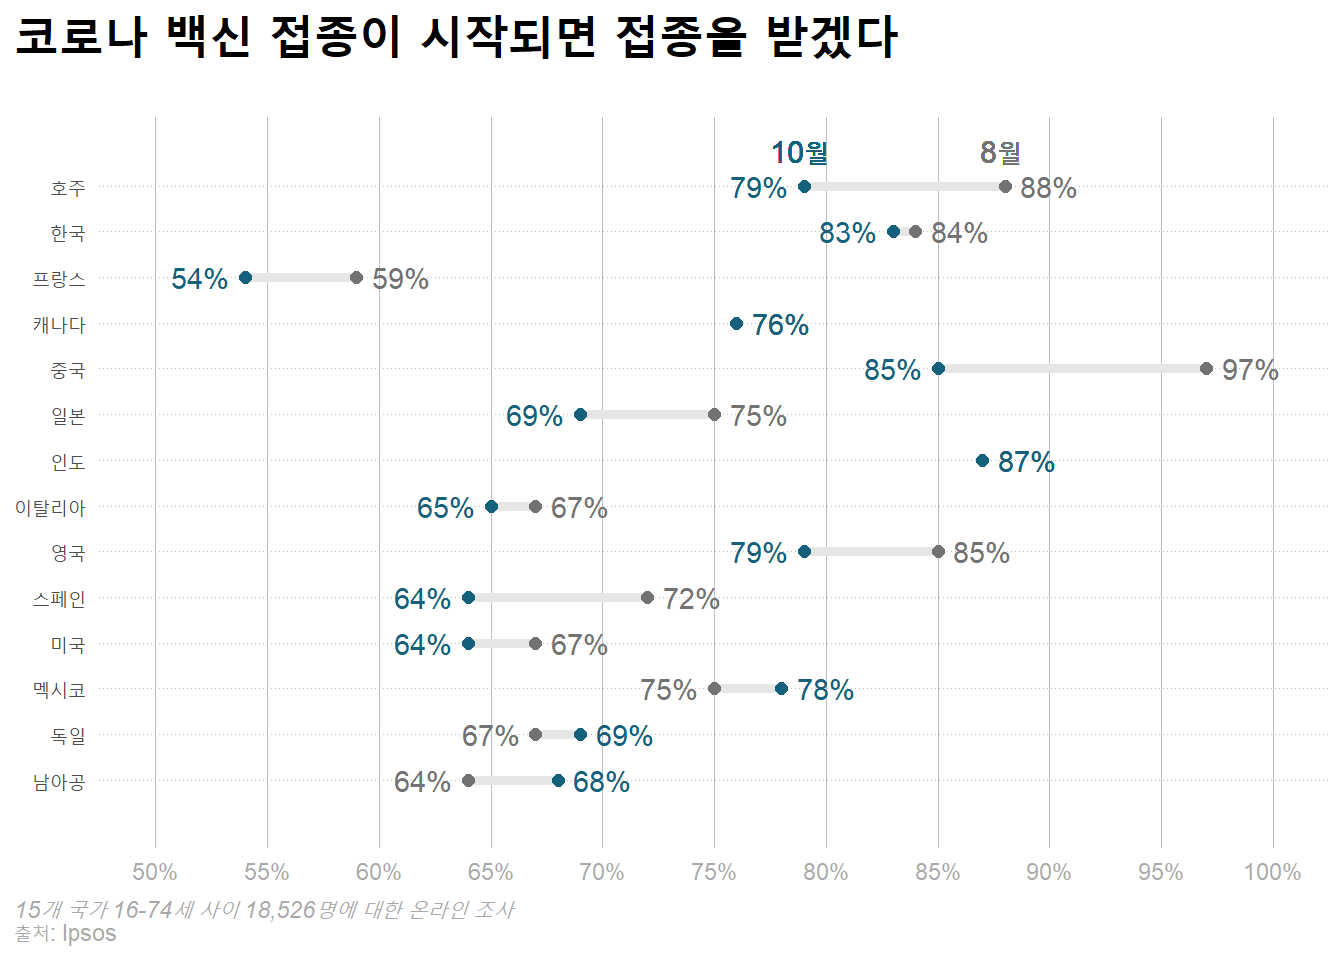 코로나 백신 접종이 시작되면 접종을 받겠다
10월 8월
호주 79% 88%
한국 83% 84%
프랑스 54% 59%
캐나다 76%
중국 85% 97%
일본 69% 75%
인도 87%
이탈리아 65% 67%
영국 79% 85%
스페인 64% 72%
미국 64% 67%
멕시코 75% 78%
독일 67% 69%
남아공 64% 68%
50% 55% 60% 65% 70% 75% 80% 85% 90% 95% 100%
15개 국가 16-74세 사이 18,526명에 대한 온라인 조사
출처: Ipsos